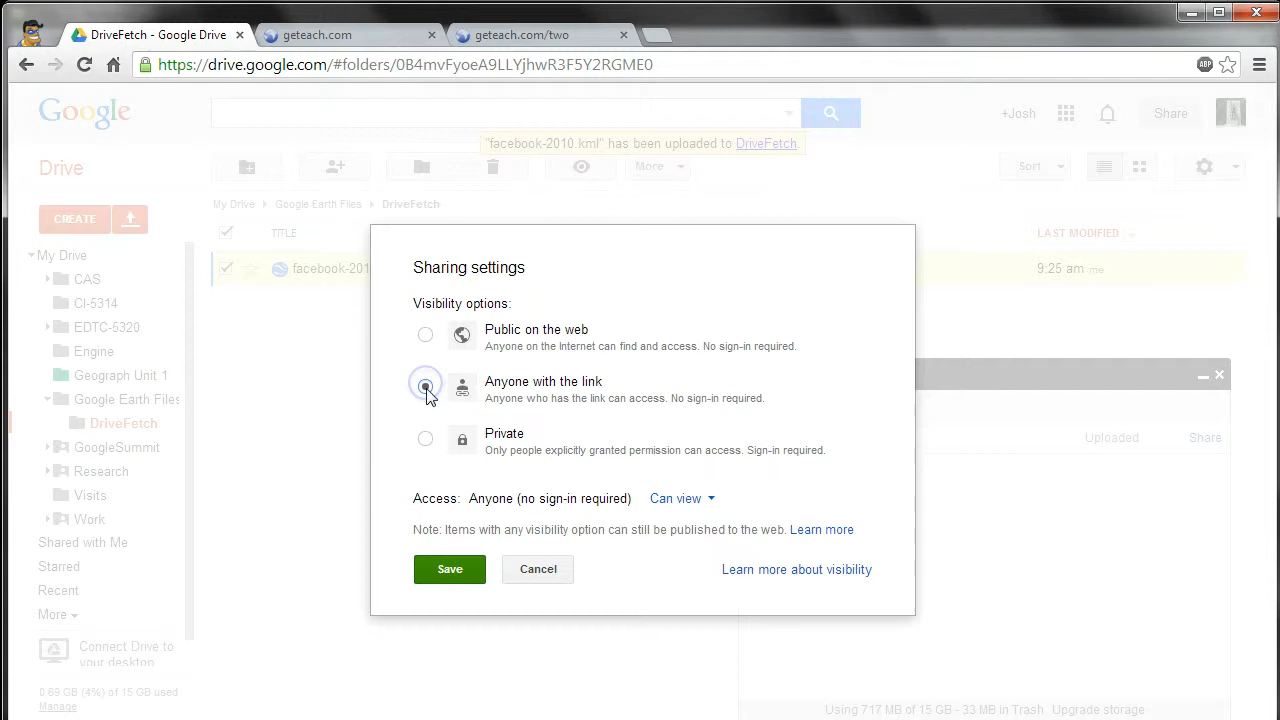 DriveFetch - Google Drive
geteach.com
geteach.com/two
https://drive.google.com/#folders/0B4mvFyoeA9LLYjhwR3F5Y2RGME0
ABP
Google
+Josh
Share
"facebook-2010.kml" has been uploaded to DriveFetch.
Drive
More
Sort
My Drive
Google Earth Files
DriveFetch
CREATE
TITLE
LAST MODIFIED
facebook-201
9:25 am me
My Drive
CAS
CI-5314
EDTC-5320
Engine
Geograph Unit 1
Google Earth Files
DriveFetch
GoogleSummit
Research
Visits
Work
Shared with Me
Starred
Recent
More
Connect Drive to
your desktop
0.69 GB (4%) of 15 GB used
Manage
Sharing settings
Visibility options:
Public on the web
Anyone on the Internet can find and access. No sign-in required.
Anyone with the link
Anyone who has the link can access. No sign-in required.
Private
Only people explicitly granted permission can access. Sign-in required.
Access: Anyone (no sign-in required) Can view
Note: Items with any visibility option can still be published to the web. Learn more
Save
Cancel
Learn more about visibility
Uploaded
Share
Using 717 MB of 15 GB - 33 MB in Trash Upgrade storage